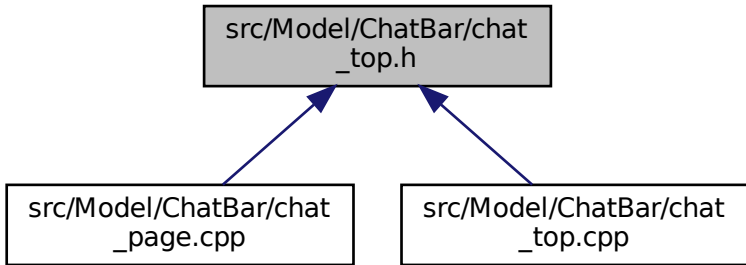 src/Model/ChatBar/chat
_top.h
src/Model/ChatBar/chat
_page.cpp
src/Model/ChatBar/chat
_top.cpp